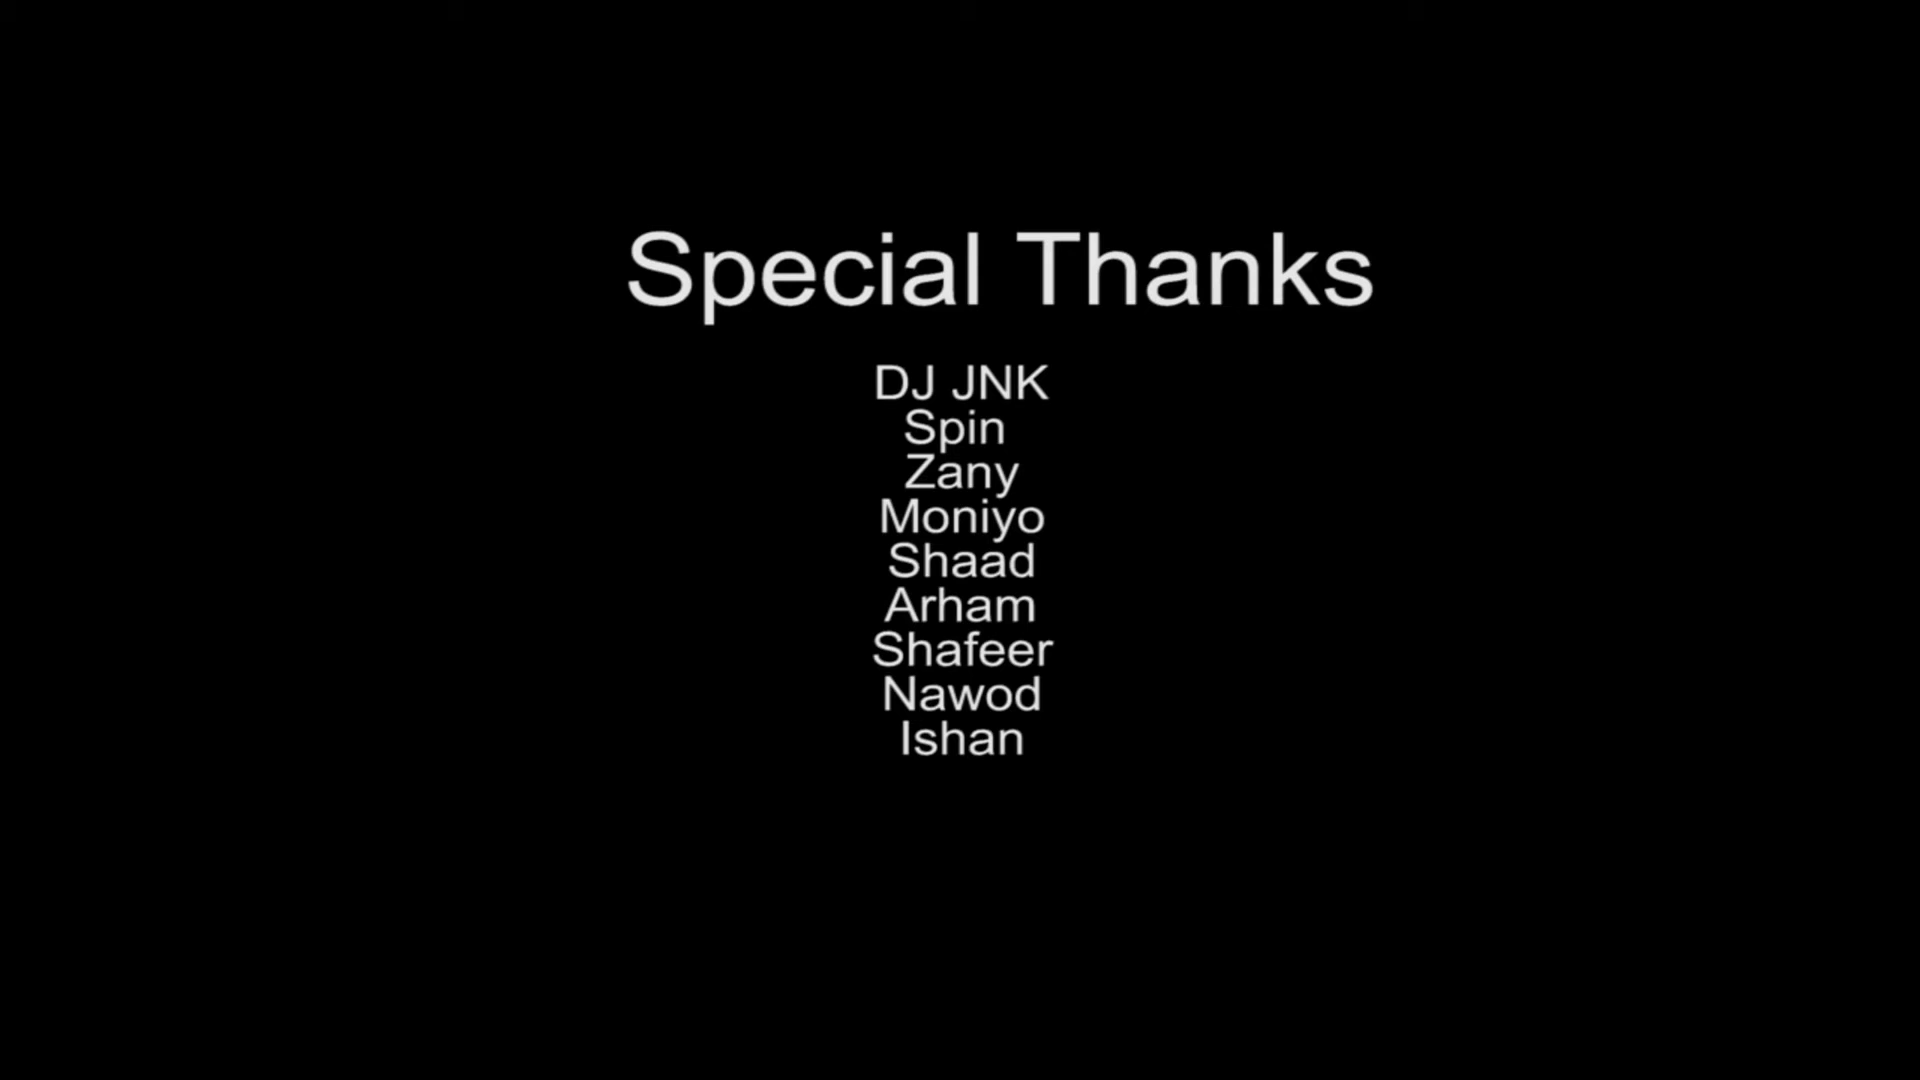 Special Thanks
DJ JNK
Spin
Zany
Moniyo
Shaad
Arham
Shafeer
Nawod
Ishan